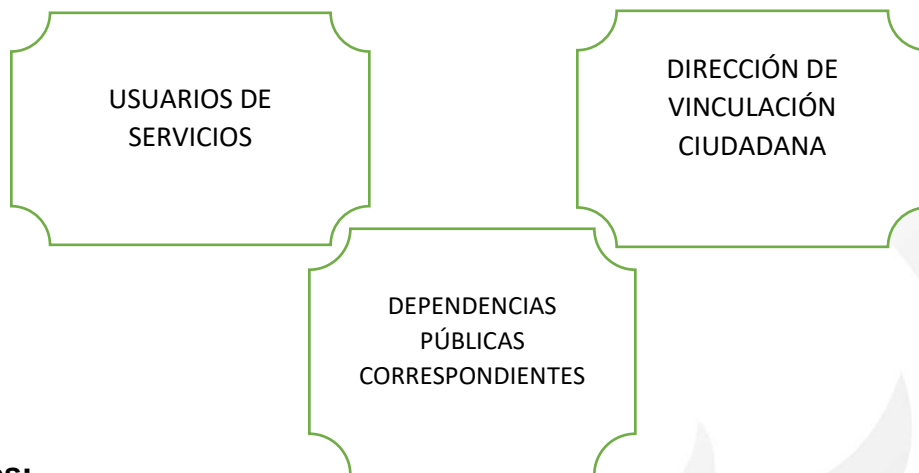 USUARIOS DE
SERVICIOS
DIRECCIÓN DE
VINCULACIÓN
CIUDADANA
DEPENDENCIAS
PÚBLICAS
CORRESPONDIENTES